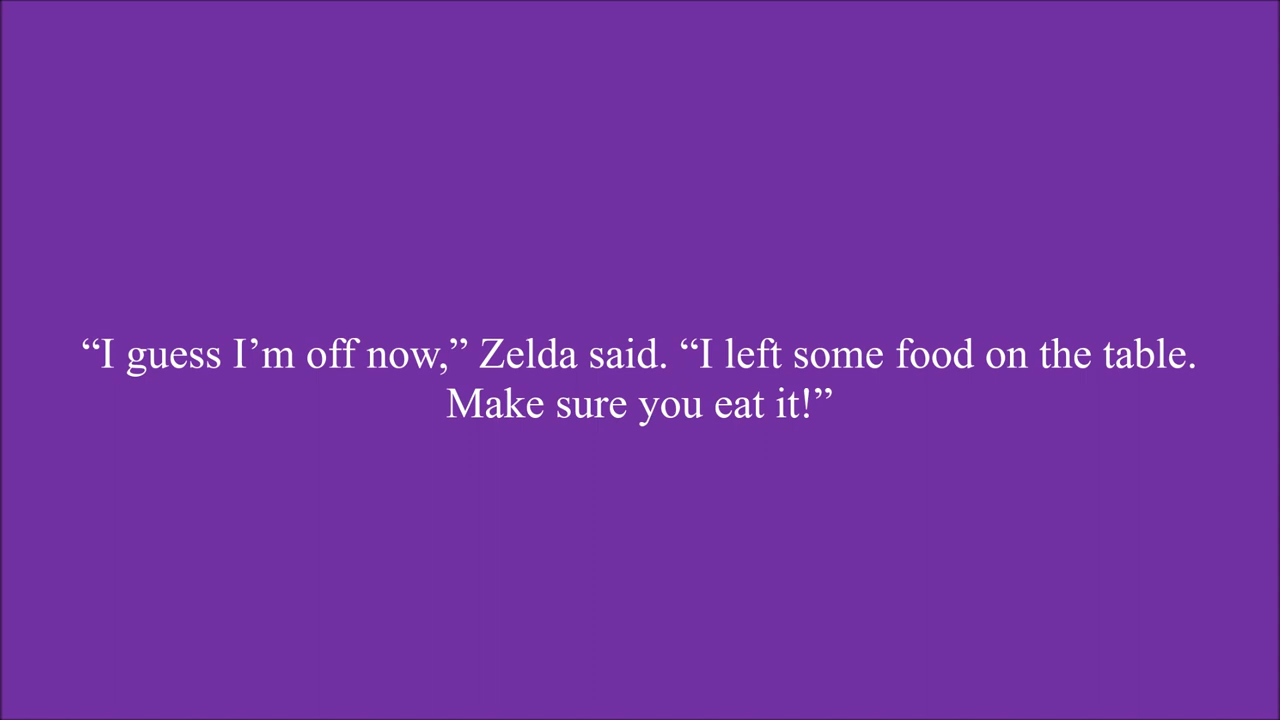 “I guess I’m off now,” Zelda said. “I left some food on the table.
Make sure you eat it!”